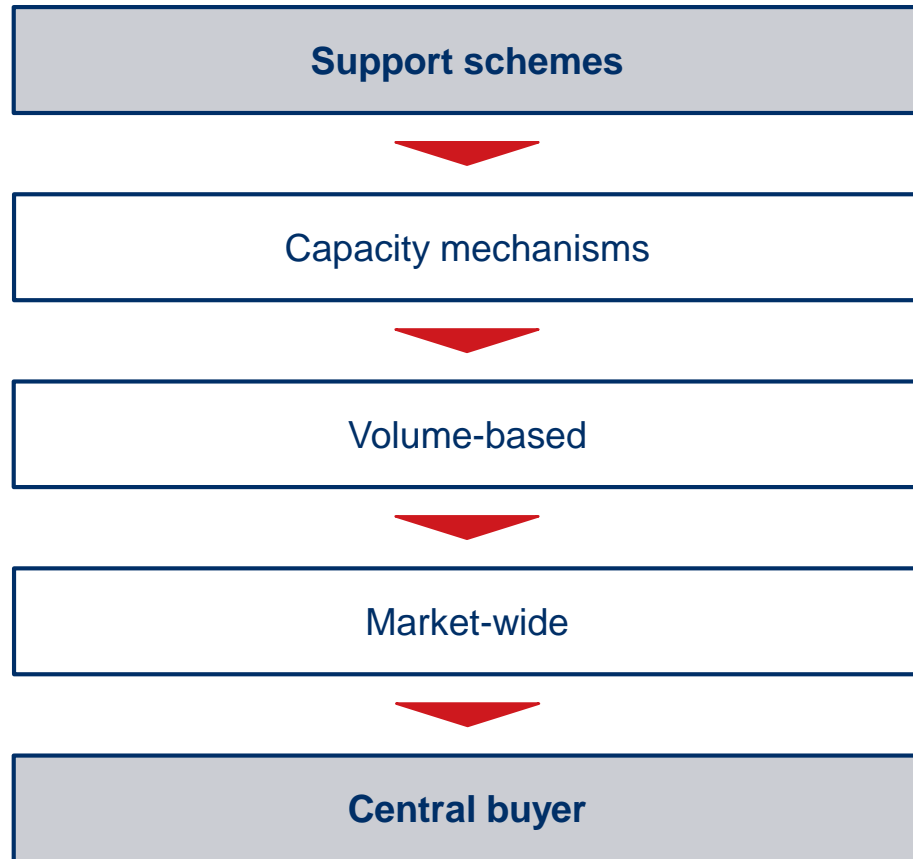 Support schemes
Capacity mechanisms
Volume-based
Market-wide
Central buyer